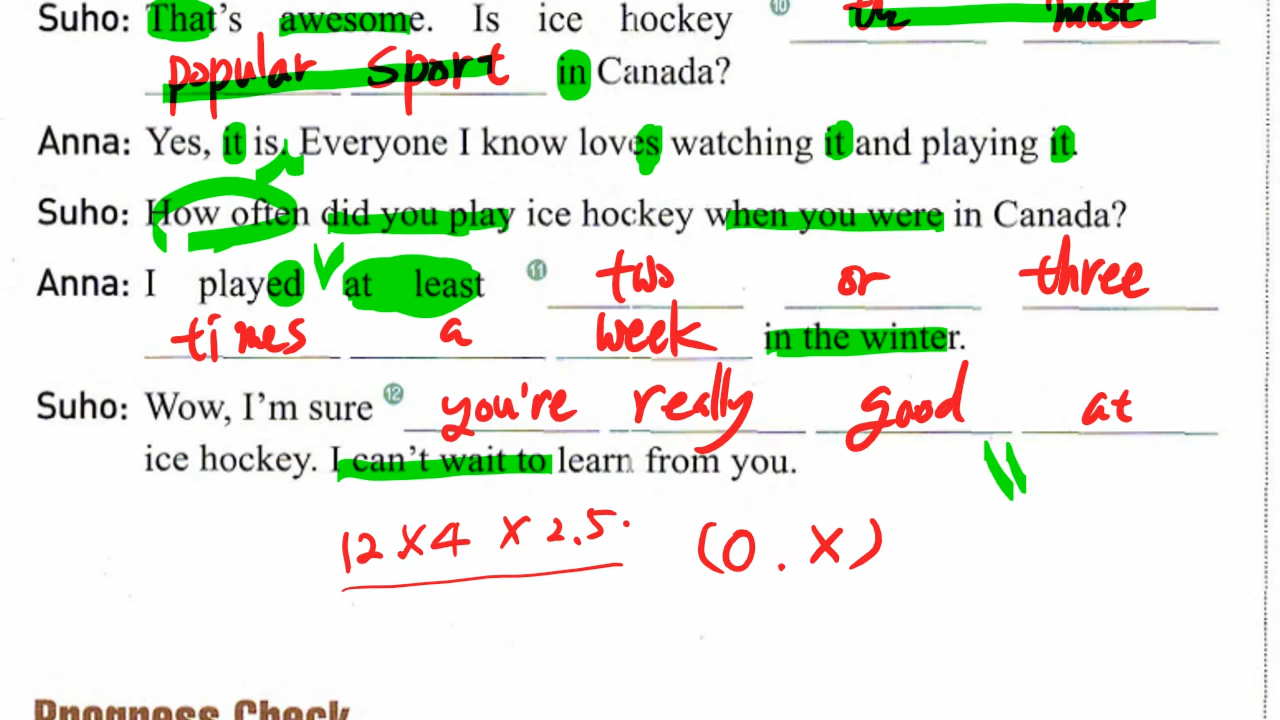 Suho: That's awesome. Is ice hockey ⑩ the most
popular sport in Canada?
Anna: Yes, it is. Everyone I know loves watching it and playing it.
Suho: How often did you play ice hockey when you were in Canada?
Anna: I played at least ⑪ two or three
times a week in the winter.
Suho: Wow, I'm sure ⑫ you're really good at
ice hockey. I can't wait to learn from you.
12 X 4 X 2.5. (O . X)
Progress Check